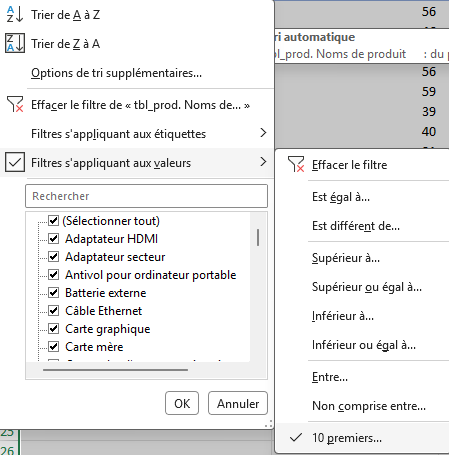 Trier de A à Z
Trier de Z à A
Options de tri supplémentaires...
Effacer le filtre de « tbl_prod. Noms de... »
Filtres s'appliquant aux étiquettes
Filtres s'appliquant aux valeurs
Rechercher
(Sélectionner tout)
Adaptateur HDMI
Adaptateur secteur
Antivol pour ordinateur portable
Batterie externe
Câble Ethernet
Carte graphique
Carte mère
OK
Annuler
25
26
56
ri automatique
bl_prod. Noms de produit : du p
56
59
39
40
Effacer le filtre
Est égal à...
Est différent de...
Supérieur à...
Supérieur ou égal à...
Inférieur à...
Inférieur ou égal à...
Entre...
Non comprise entre...
10 premiers...